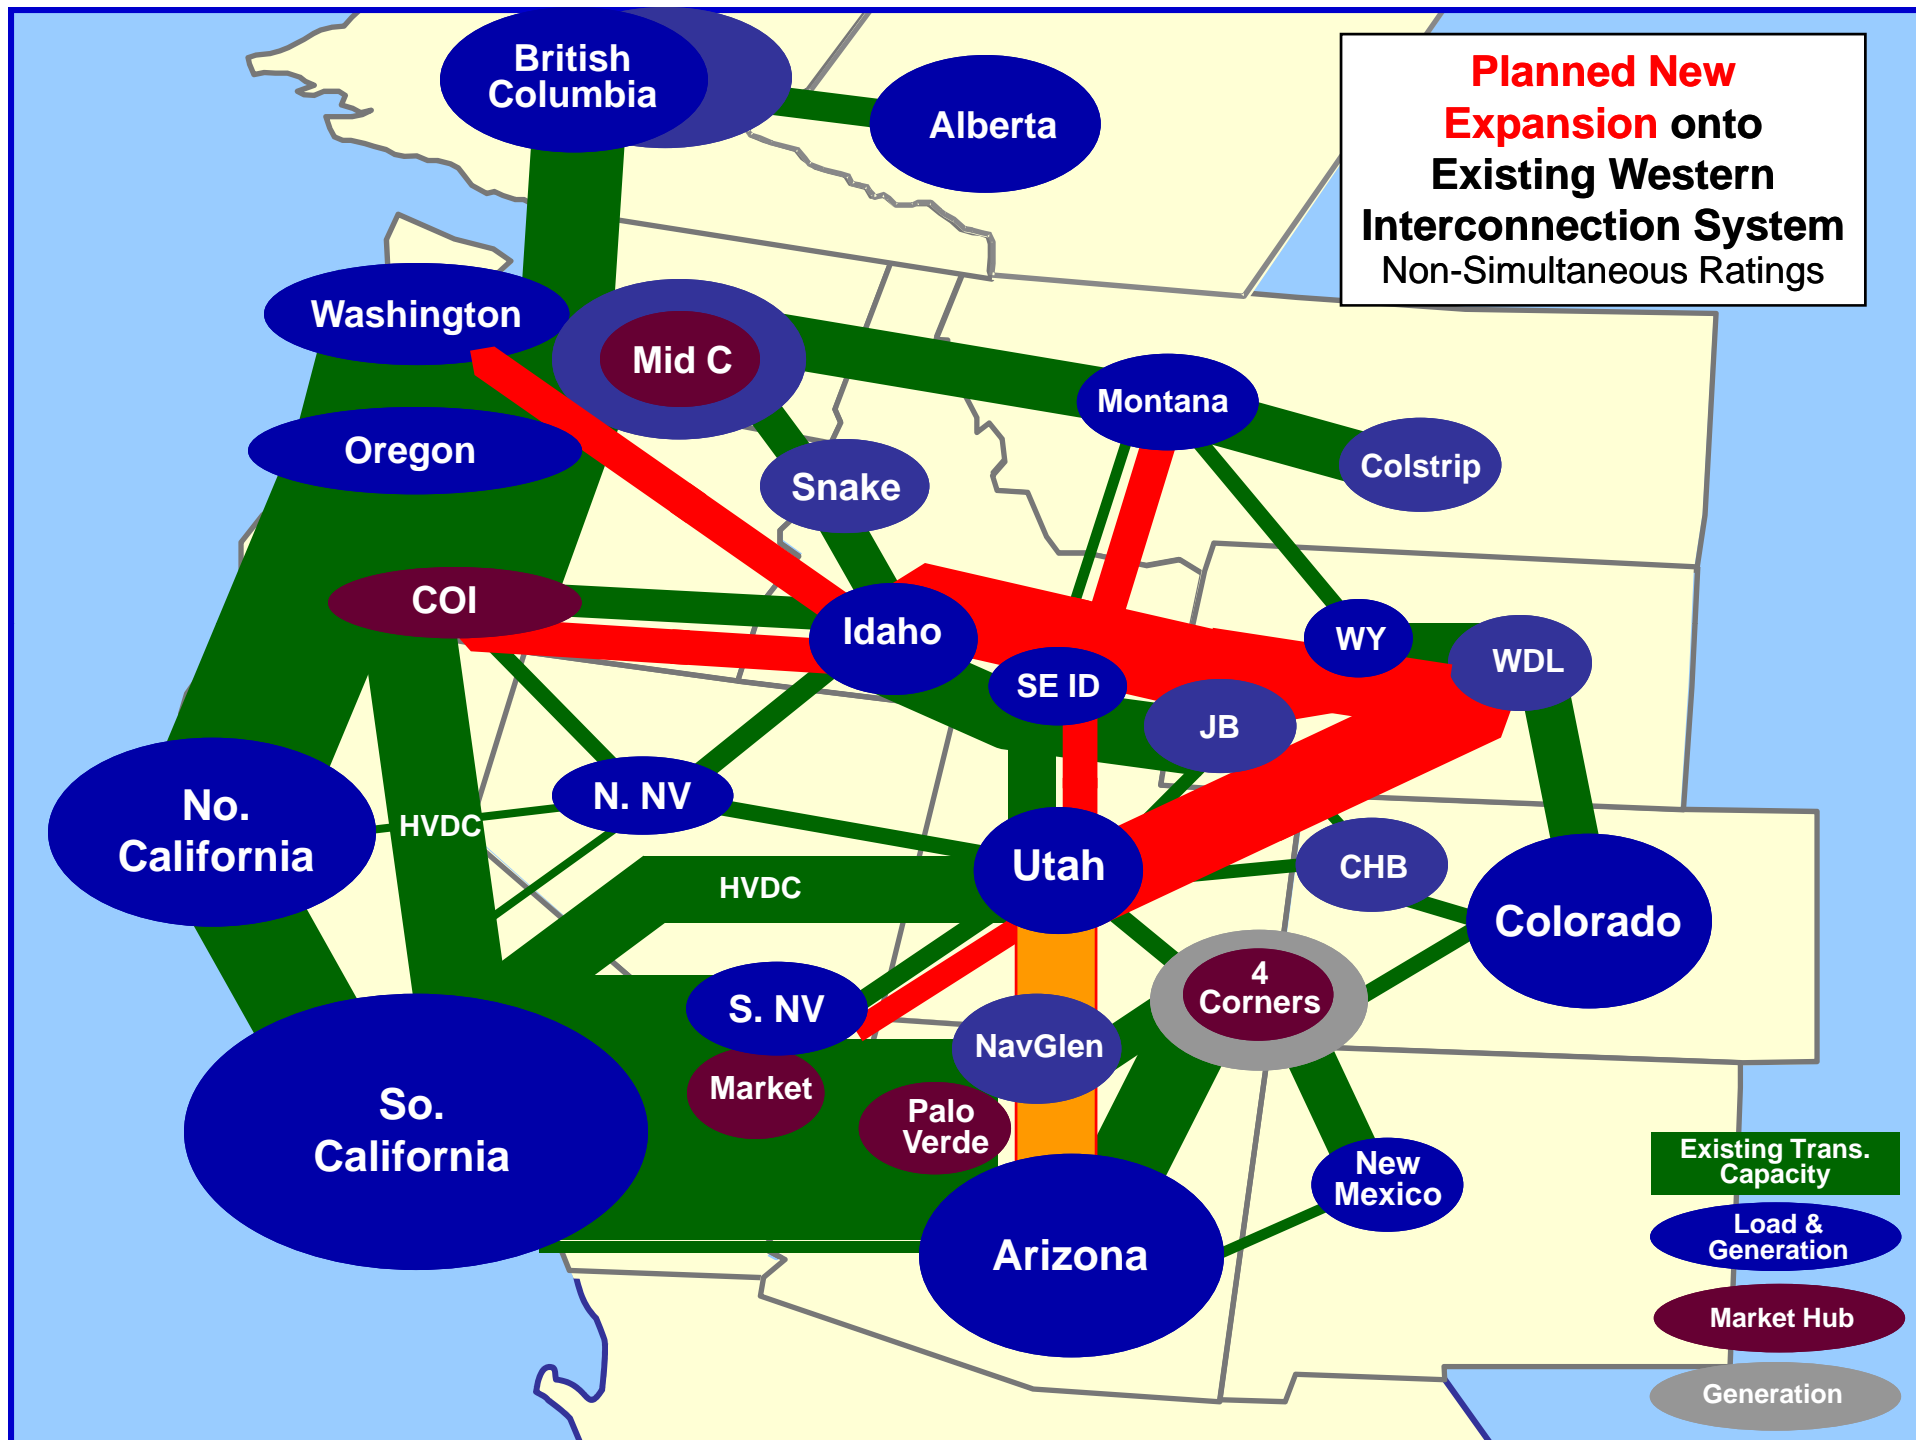 Planned New
Expansion onto
Existing Western
Interconnection System
Non-Simultaneous Ratings
British
Columbia
Alberta
Washington
Mid C
Montana
Oregon
Colstrip
Snake
COI
Idaho
WY
WDL
SE ID
JB
N. NV
No.
California
HVDC
Utah
CHB
HVDC
Colorado
4
Corners
S. NV
NavGlen
Market
Palo
Verde
So.
California
New
Mexico
Arizona
Existing Trans.
Capacity
Load &
Generation
Market Hub
Generation